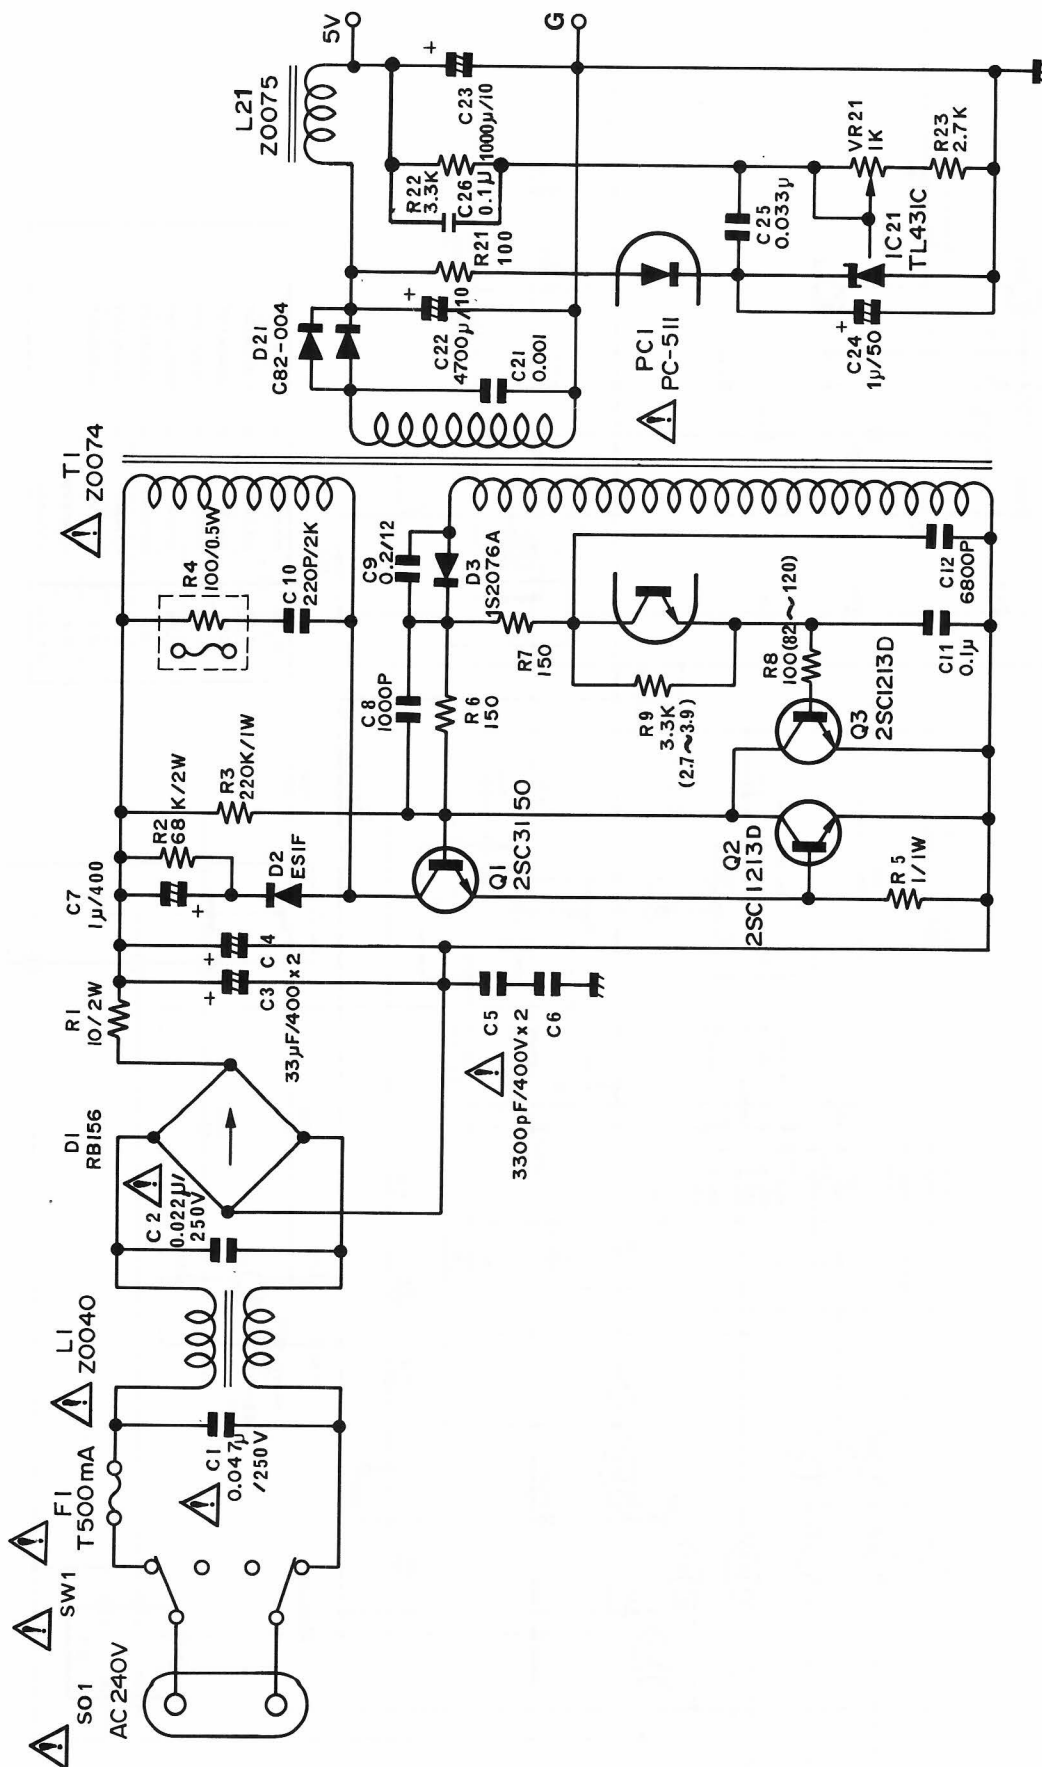 SO1
AC 240V
SW1
F1
T500mA
C1
0.047µ
/250V
L1
Z0040
C2
0.022µ/
250V
D1
RB156
R1
10/2W
+
C3
+
C4
33µF/400x2
C5
C6
3300pF/400Vx2
C7
1µ/400
+
R2
68K/2W
D2
ES1F
R3
220K/1W
R4
100/0.5W
C10
220P/2K
T1
Z0074
Q1
2SC3150
C8
1000P
R6
150
C9
0.2/12
D3
1S2076A
R7
150
R9
3.3K
(2.7~3.9)
R8
100(82~120)
Q2
2SC1213D
Q3
2SC1213D
R5
1/1W
C11
0.1µ
C12
6800P
D21
C82-004
C22
4700µ/10
+
C21
0.001
L21
Z0075
5V
G
R21
100
R22
3.3K
C26
0.1µ
C23
1000µ/10
+
PC1
PC-511
C25
0.033µ
C24
1µ/50
+
IC21
TL431C
VR21
1K
R23
2.7K